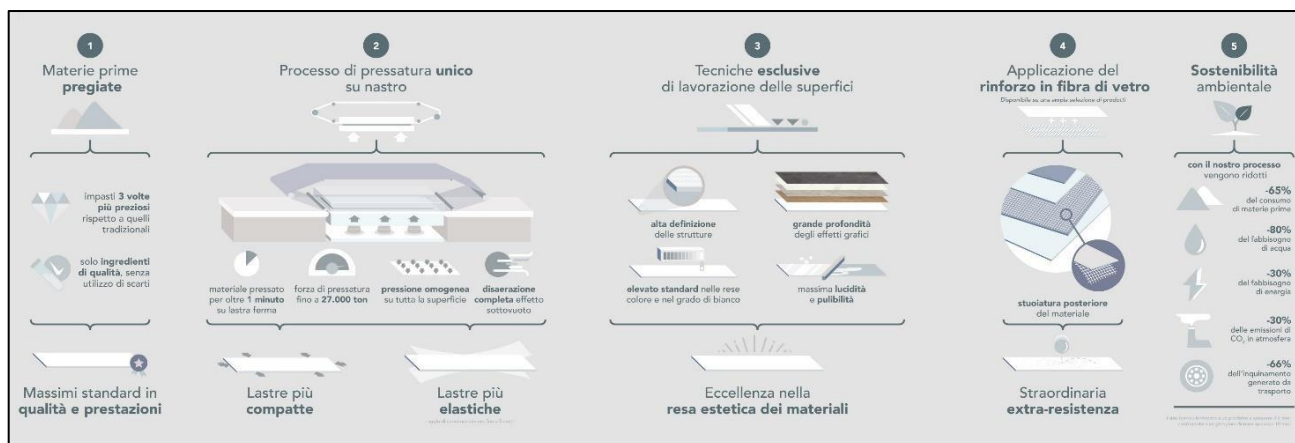 1
Materie prime
pregiate
impasti 3 volte
più preziosi
rispetto a quelli
tradizionali
solo ingredienti
di qualità, senza
utilizzo di scarti
Massimi standard in
qualità e prestazioni
2
Processo di pressatura unico
su nastro
materiale pressato
per oltre 1 minuto
su lastra ferma
forza di pressatura
fino a 27.000 ton
pressione omogenea
su tutta la superficie
disaerazione
completa effetto
sottovuoto
Lastre più
compatte
Lastre più
elastiche
3
Tecniche esclusive
di lavorazione delle superfici
alta definizione
delle strutture
grande profondità
degli effetti grafici
elevato standard nelle rese
colore e nel grado di bianco
massima lucidità
e pulibilità
Eccellenza nella
resa estetica dei materiali
4
Applicazione del
rinforzo in fibra di vetro
Disponibile su una ampia selezione di prodotti
stuoiatura posteriore
del materiale
Straordinaria
extra-resistenza
5
Sostenibilità
ambientale
con il nostro processo
vengono ridotti
-65%
del consumo
di materie prime
-80%
del fabbisogno
di acqua
-30%
del fabbisogno
di energia
-30%
delle emissioni di
CO2 in atmosfera
-66%
dell'inquinamento
generato da
trasporto